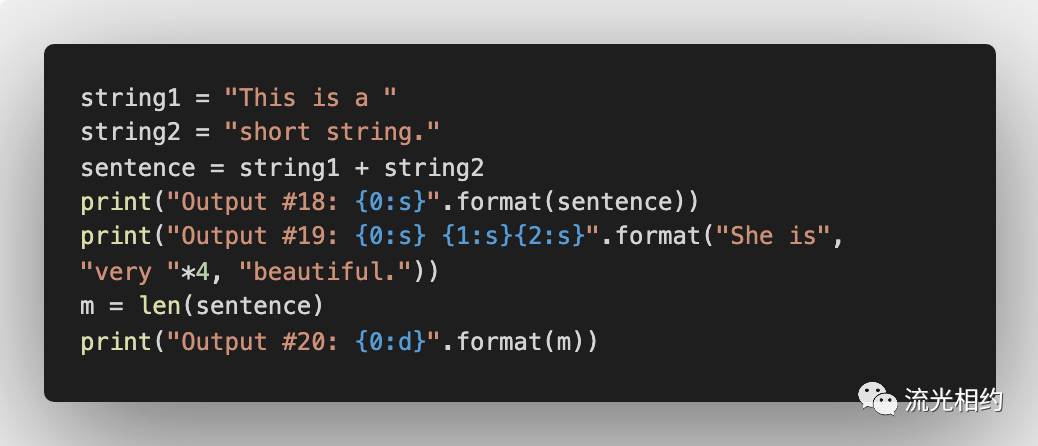 string1 = "This is a "
string2 = "short string."
sentence = string1 + string2
print("Output #18: {0:s}".format(sentence))
print("Output #19: {0:s} {1:s}{2:s}".format("She is",
"very "*4, "beautiful."))
m = len(sentence)
print("Output #20: {0:d}".format(m))
流光相约